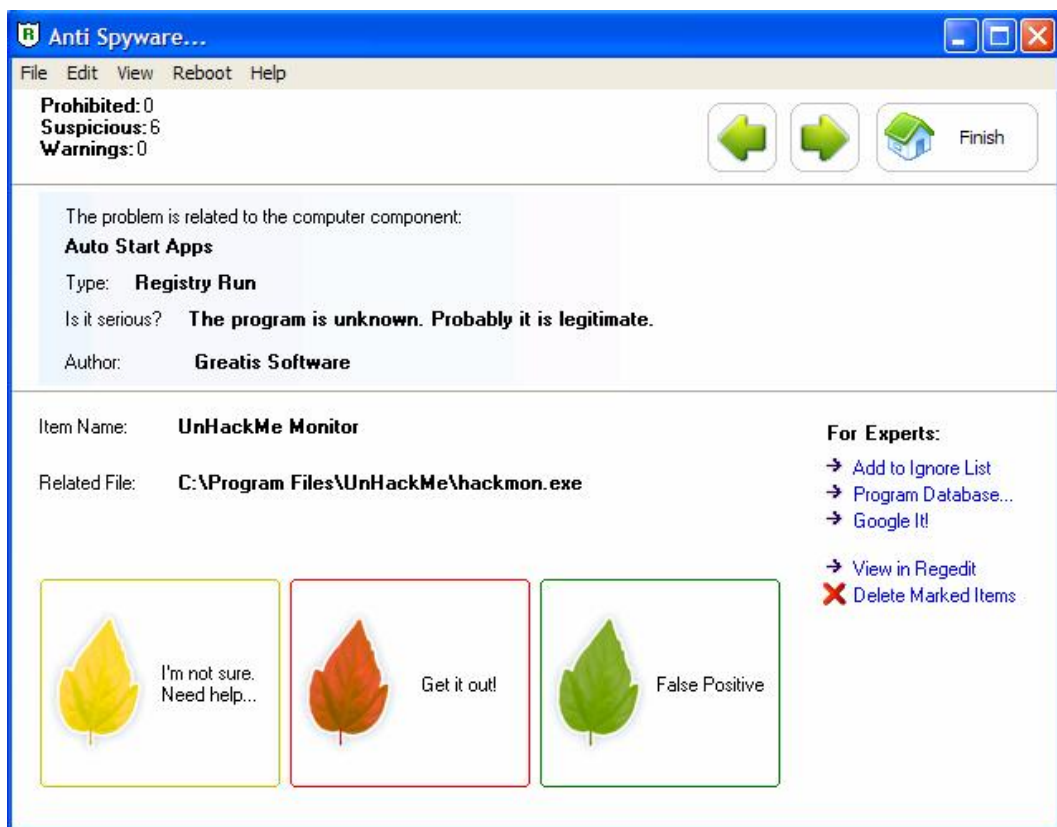 Anti Spyware...
File Edit View Reboot Help
Prohibited: 0
Suspicious: 6
Warnings: 0
Finish
The problem is related to the computer component:
Auto Start Apps
Type: Registry Run
Is it serious? The program is unknown. Probably it is legitimate.
Author: Greatis Software
Item Name: UnHackMe Monitor
Related File: C:\Program Files\UnHackMe\hackmon.exe
For Experts:
Add to Ignore List
Program Database...
Google It!
View in Regedit
Delete Marked Items
I'm not sure.
Need help...
Get it out!
False Positive